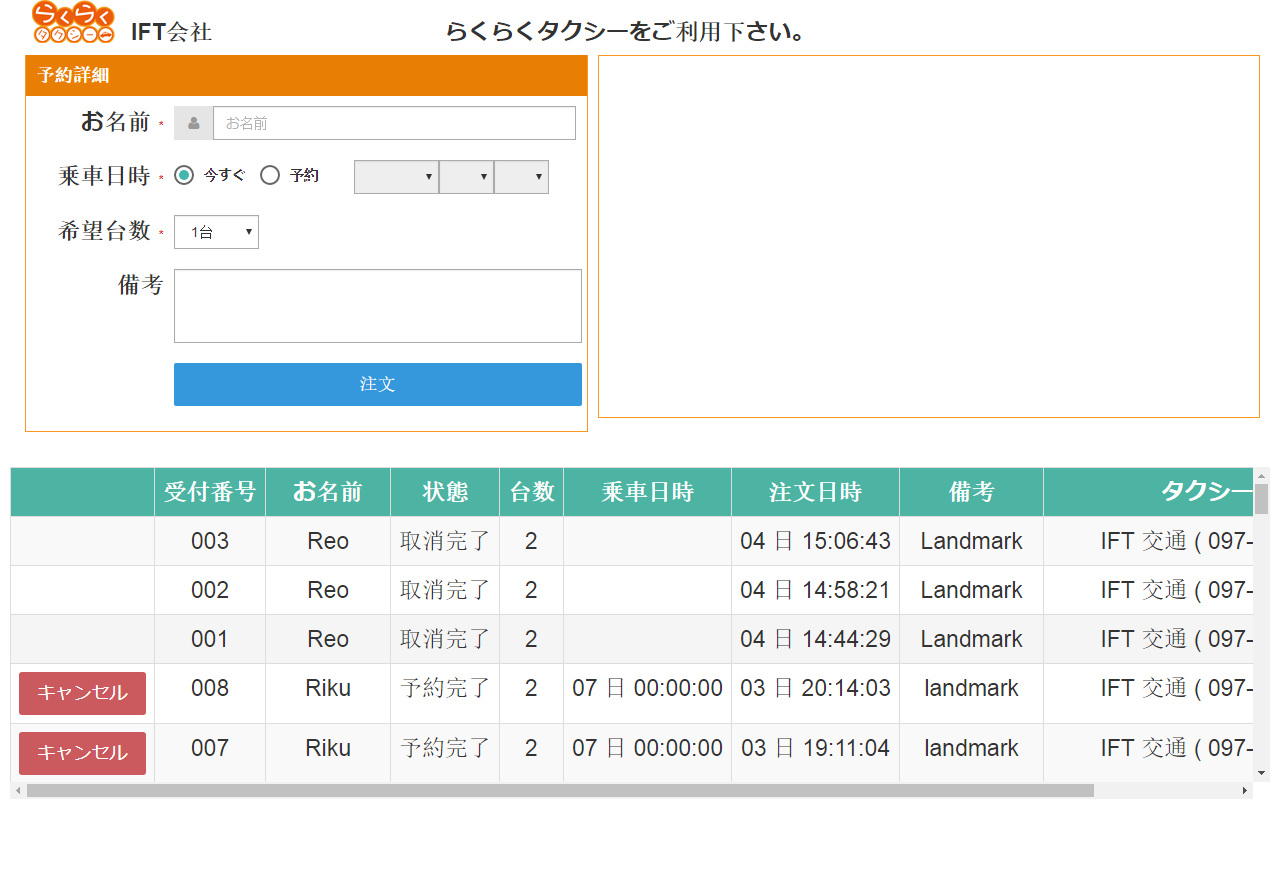 らくらく
タクシー
IFT会社
らくらくタクシーをご利用下さい。
予約詳細
お名前 *
お名前
乗車日時 *
今すぐ
予約
希望台数 *
1台
備考
注文
受付番号 お名前 状態 台数 乗車日時 注文日時 備考 タクシー
003 Reo 取消完了 2 04 日 15:06:43 Landmark IFT 交通 ( 097-
002 Reo 取消完了 2 04 日 14:58:21 Landmark IFT 交通 ( 097-
001 Reo 取消完了 2 04 日 14:44:29 Landmark IFT 交通 ( 097-
キャンセル 008 Riku 予約完了 2 07 日 00:00:00 03 日 20:14:03 landmark IFT 交通 ( 097-
キャンセル 007 Riku 予約完了 2 07 日 00:00:00 03 日 19:11:04 landmark IFT 交通 ( 097-